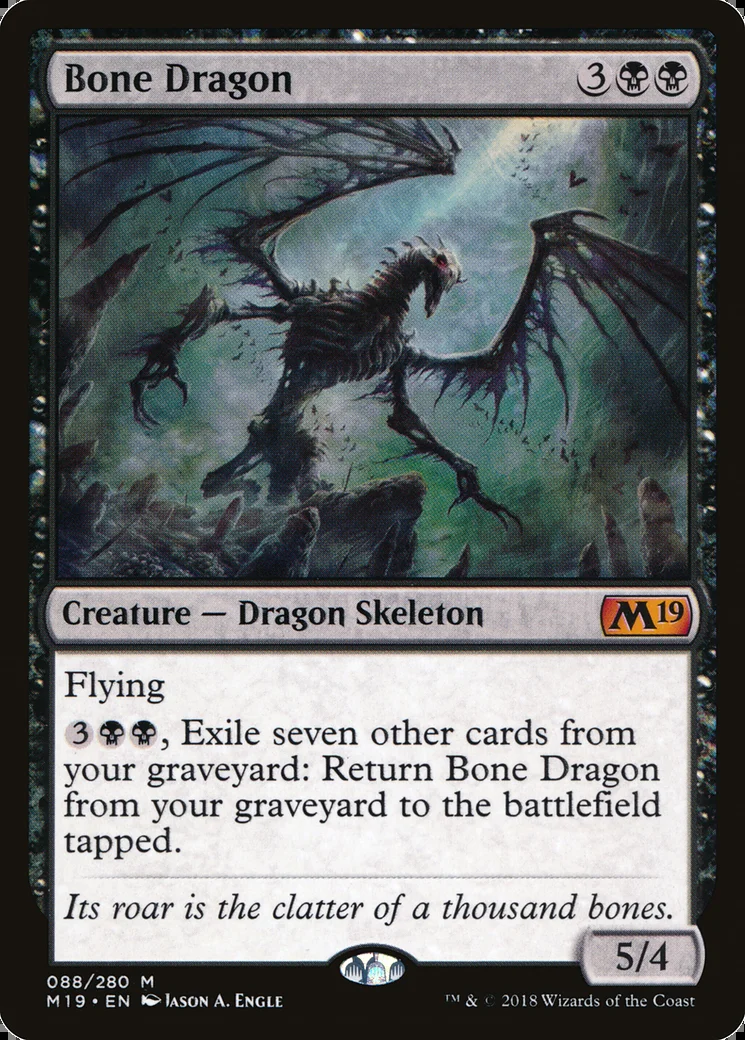 Bone Dragon 3
Creature — Dragon Skeleton M19
Flying
3, Exile seven other cards from
your graveyard: Return Bone Dragon
from your graveyard to the battlefield
tapped.
Its roar is the clatter of a thousand bones.
5/4
088/280 M
M19 • EN Jason A. Engle ™ & © 2018 Wizards of the Coast